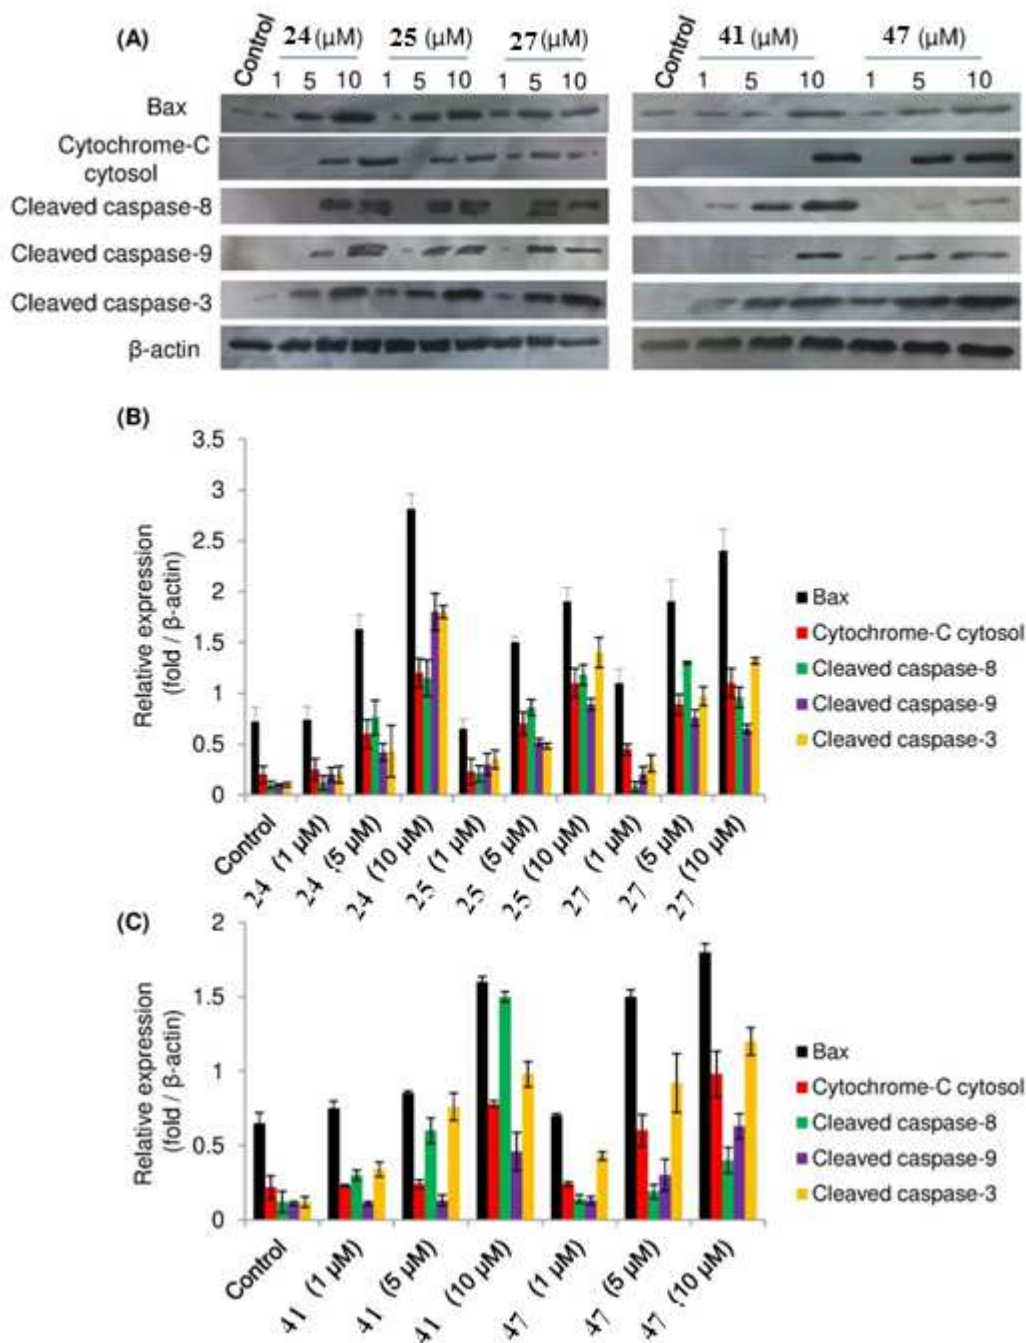 (A)
Control 24 (μM) 25 (μM) 27 (μM) Control 41 (μM) 47 (μM)
1 5 10 1 5 10 1 5 10 1 5 10 1 5 10
Bax
Cytochrome-C
cytosol
Cleaved caspase-8
Cleaved caspase-9
Cleaved caspase-3
β-actin
(B)
Relative expression
(fold / β-actin)
3.5
3
2.5
2
1.5
1
0.5
0
Control
24 (1 μM)
24 (5 μM)
24 (10 μM)
25 (1 μM)
25 (5 μM)
25 (10 μM)
27 (1 μM)
27 (5 μM)
27 (10 μM)
Bax
Cytochrome-C cytosol
Cleaved caspase-8
Cleaved caspase-9
Cleaved caspase-3
(C)
Relative expression
(fold / β-actin)
2
1.5
1
0.5
0
Control
41 (1 μM)
41 (5 μM)
41 (10 μM)
47 (1 μM)
47 (5 μM)
47 (10 μM)
Bax
Cytochrome-C cytosol
Cleaved caspase-8
Cleaved caspase-9
Cleaved caspase-3